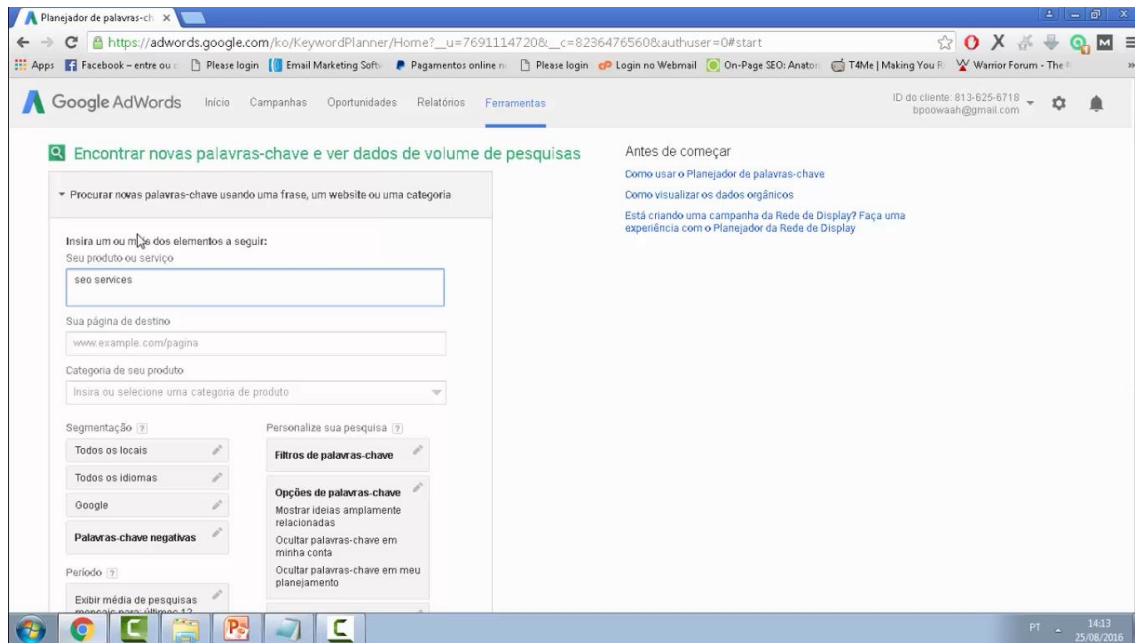 Planejador de palavras-ch
https://adwords.google.com/ko/KeywordPlanner/Home?__u=7691114720&__c=8236476560&authuser=0#start
Apps Facebook – entre ou c Please login Email Marketing Soft Pagamentos online n Please login Login no Webmail On-Page SEO: Anaton T4Me | Making You R Warrior Forum - The
Google AdWords Início Campanhas Oportunidades Relatórios Ferramentas
ID do cliente: 813-625-6718
bpoowaah@gmail.com
Encontrar novas palavras-chave e ver dados de volume de pesquisas
Procurar novas palavras-chave usando uma frase, um website ou uma categoria
Insira um ou dos elementos a seguir:
Seu produto ou serviço
seo services
Sua página de destino
www.example.com/pagina
Categoria de seu produto
Insira ou selecione uma categoria de produto
Segmentação ?
Todos os locais
Todos os idiomas
Google
Palavras-chave negativas
Período ?
Exibir média de pesquisas
mensais para: últimos 12
Personalize sua pesquisa ?
Filtros de palavras-chave
Opções de palavras-chave
Mostrar ideias amplamente
relacionadas
Ocultar palavras-chave em
minha conta
Ocultar palavras-chave em meu
planejamento
Antes de começar
Como usar o Planejador de palavras-chave
Como visualizar os dados orgânicos
Está criando uma campanha da Rede de Display? Faça uma
experiência com o Planejador da Rede de Display
PT
14:13
25/08/2016